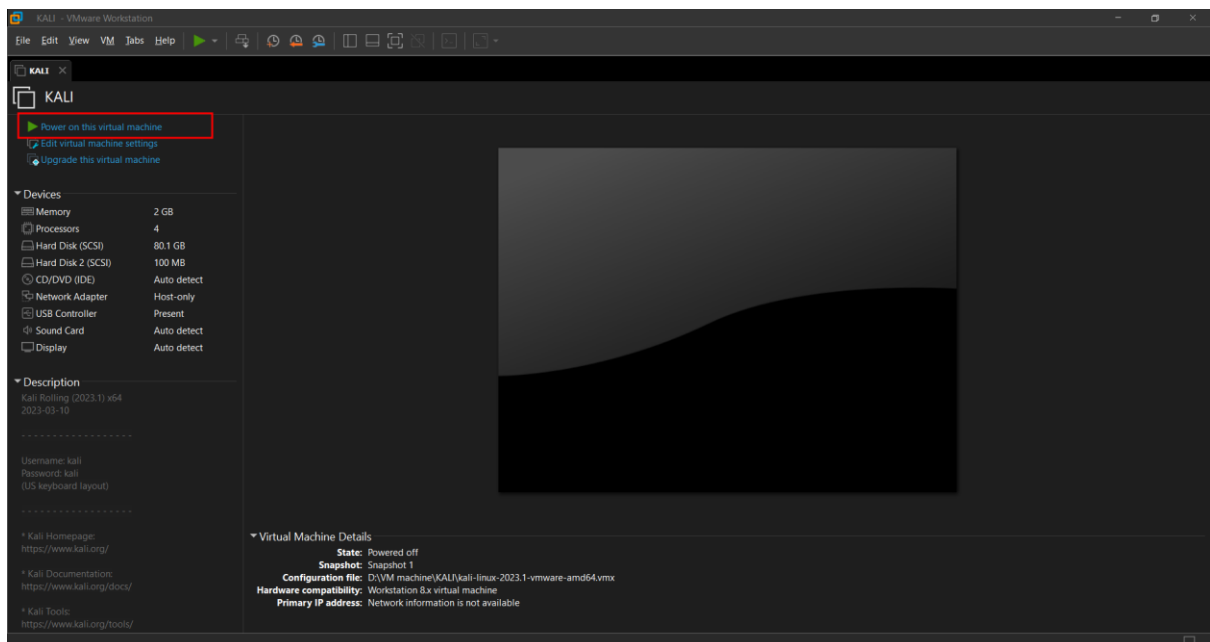 KALI - VMware Workstation
File Edit View VM Tabs Help
KALI
KALI
Power on this virtual machine
Edit virtual machine settings
Upgrade this virtual machine
Devices
Memory 2 GB
Processors 4
Hard Disk (SCSI) 80.1 GB
Hard Disk 2 (SCSI) 100 MB
CD/DVD (IDE) Auto detect
Network Adapter Host-only
USB Controller Present
Sound Card Auto detect
Display Auto detect
Description
Kali Rolling (2023.1) x64
2023-03-10
- - - - - - - - - - - - - - - - - -
Username: kali
Password: kali
(US keyboard layout)
- - - - - - - - - - - - - - - - - -
* Kali Homepage:
https://www.kali.org/
* Kali Documentation:
https://www.kali.org/docs/
* Kali Tools:
https://www.kali.org/tools/
Virtual Machine Details
State: Powered off
Snapshot: Snapshot 1
Configuration file: D:\VM machine\KALI\kali-linux-2023.1-vmware-amd64.vmx
Hardware compatibility: Workstation 8.x virtual machine
Primary IP address: Network information is not available